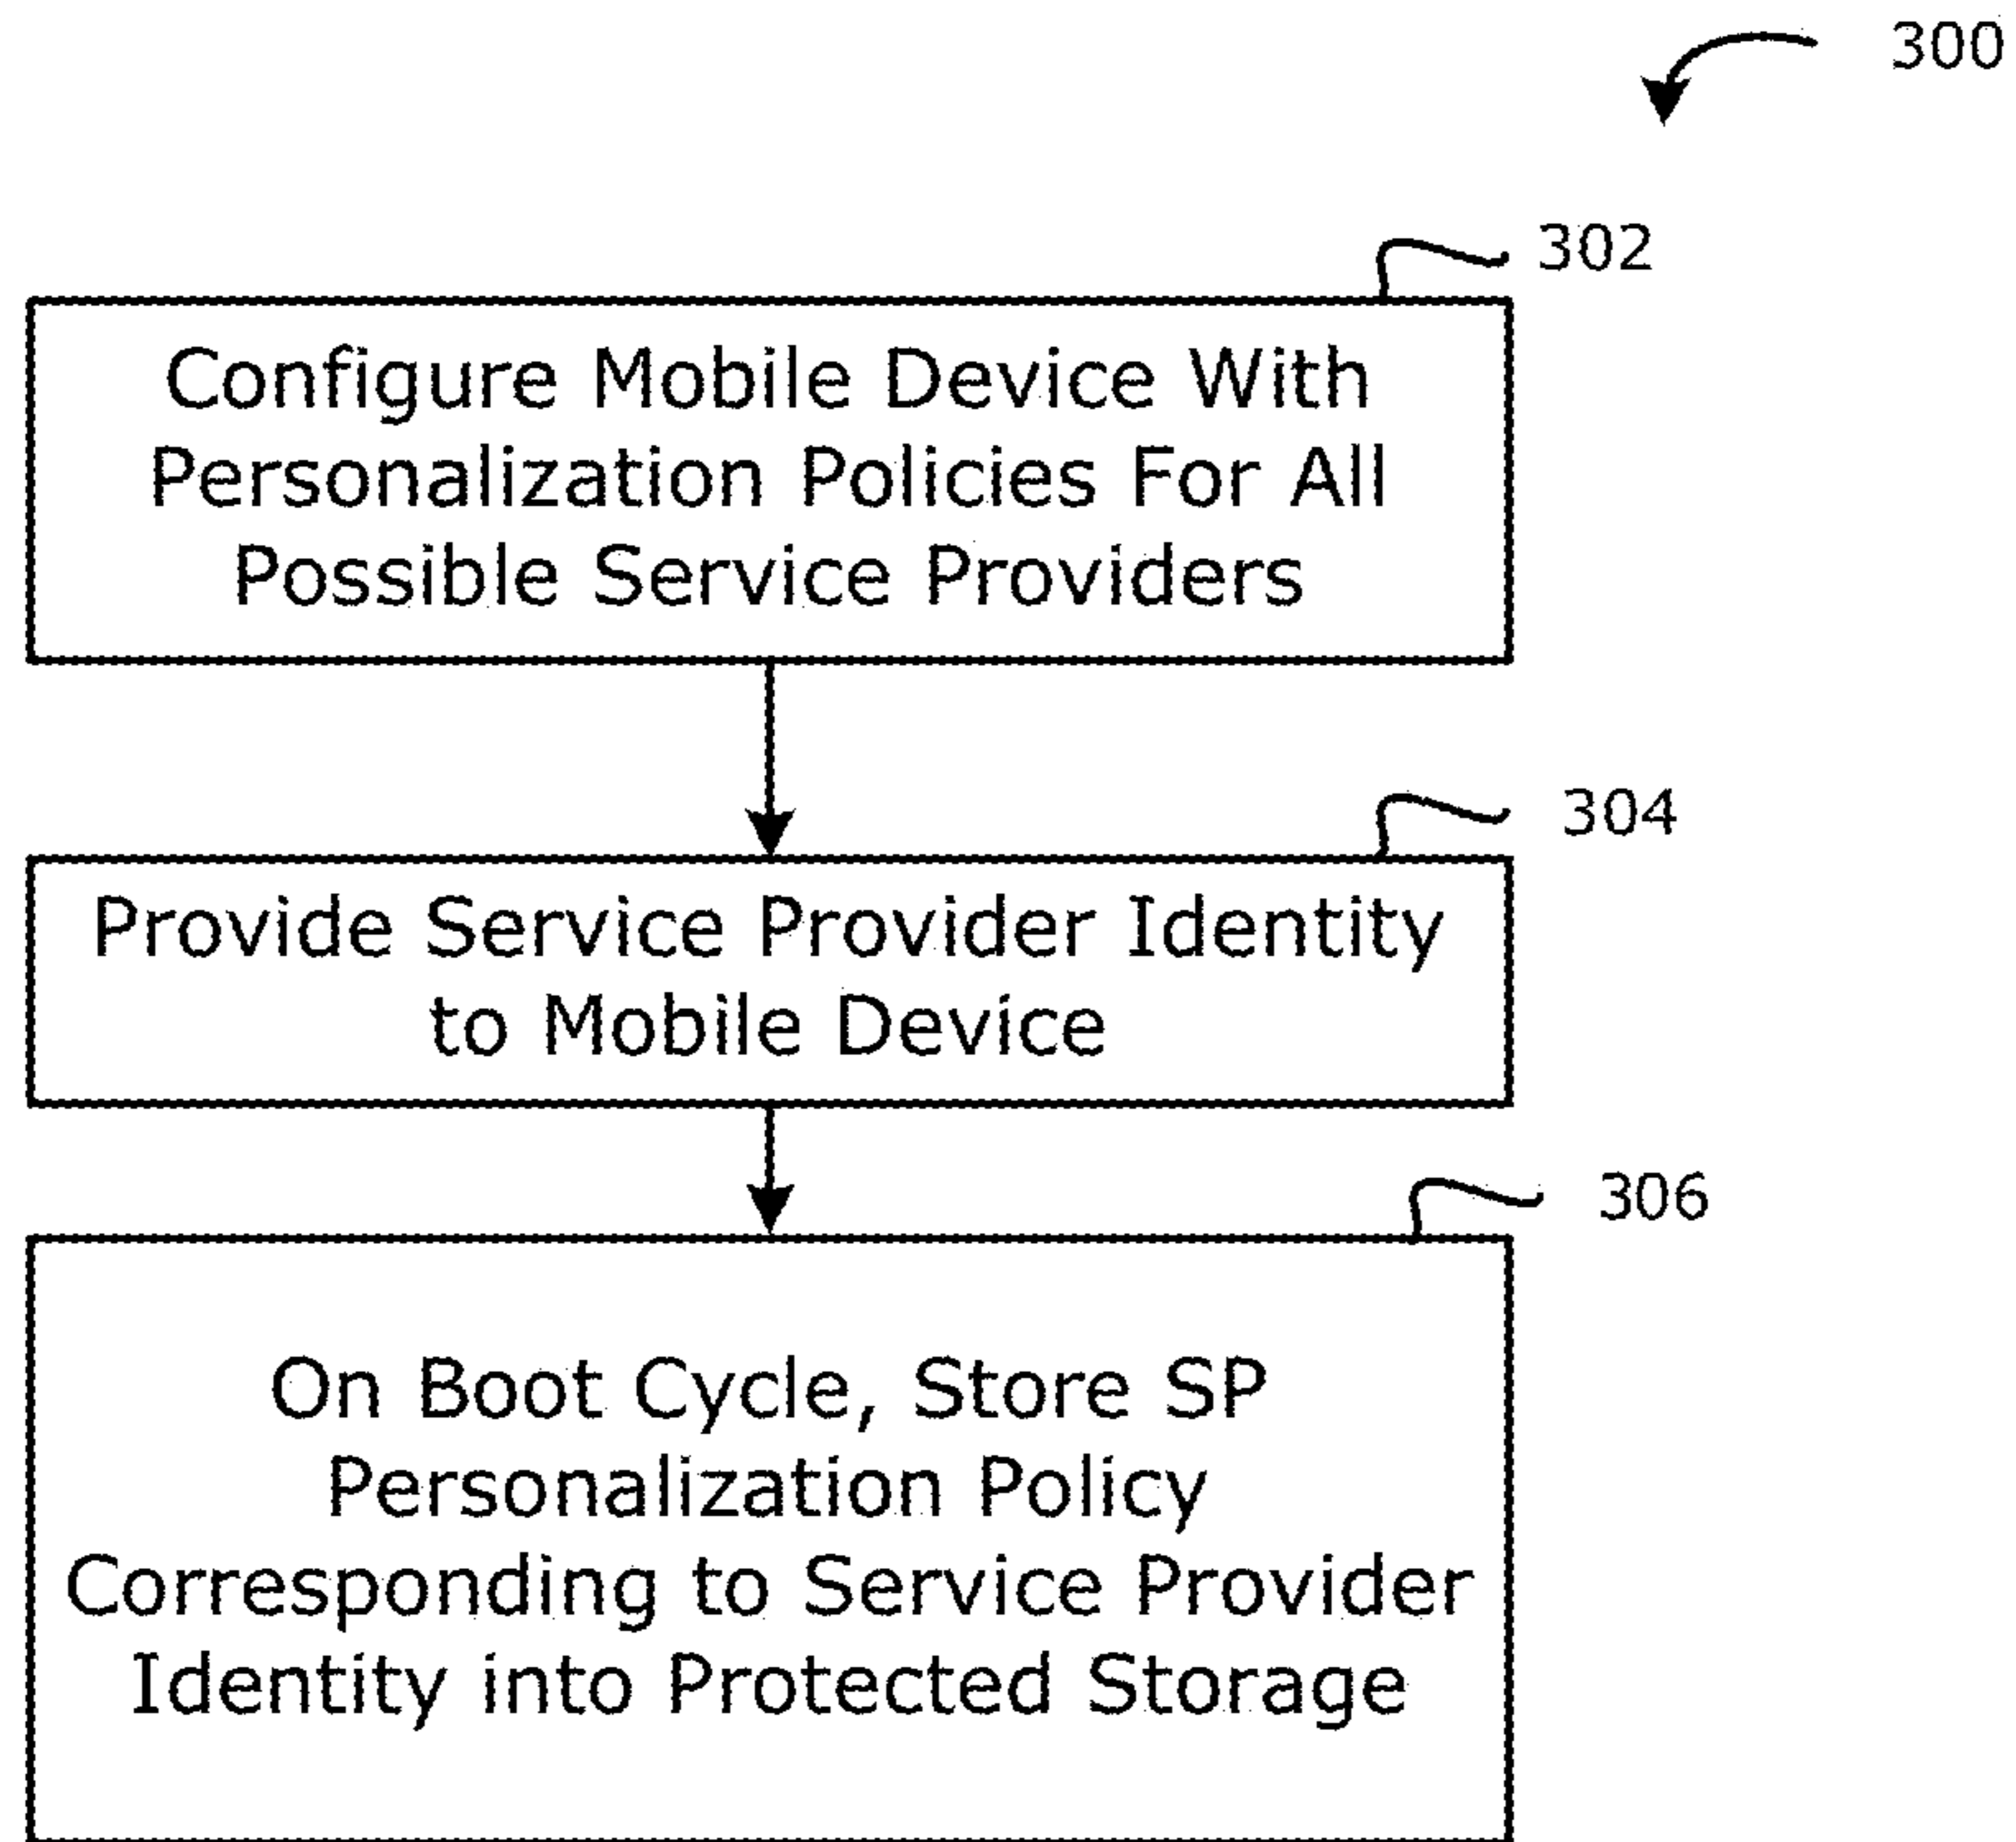 300
302
Configure Mobile Device With
Personalization Policies For All
Possible Service Providers
304
Provide Service Provider Identity
to Mobile Device
306
On Boot Cycle, Store SP
Personalization Policy
Corresponding to Service Provider
Identity into Protected Storage